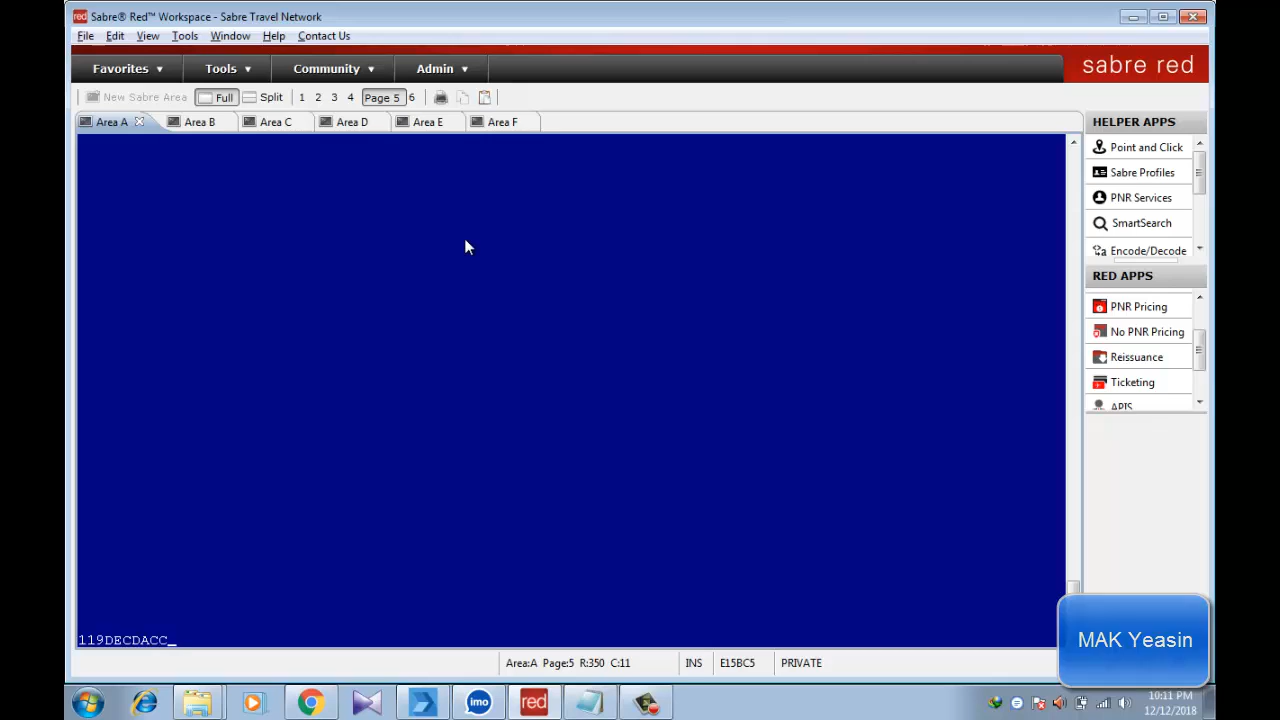 red Sabre® Red™ Workspace - Sabre Travel Network
File Edit View Tools Window Help Contact Us
Favorites Tools Community Admin sabre red
New Sabre Area Full Split 1 2 3 4 Page 5 6
Area A Area B Area C Area D Area E Area F
HELPER APPS
Point and Click
Sabre Profiles
PNR Services
SmartSearch
Encode/Decode
RED APPS
PNR Pricing
No PNR Pricing
Reissuance
Ticketing
APIS
119DECDACC_
MAK Yeasin
Area:A Page:5 R:350 C:11 INS E15BC5 PRIVATE
imo red
10:11 PM
12/12/2018